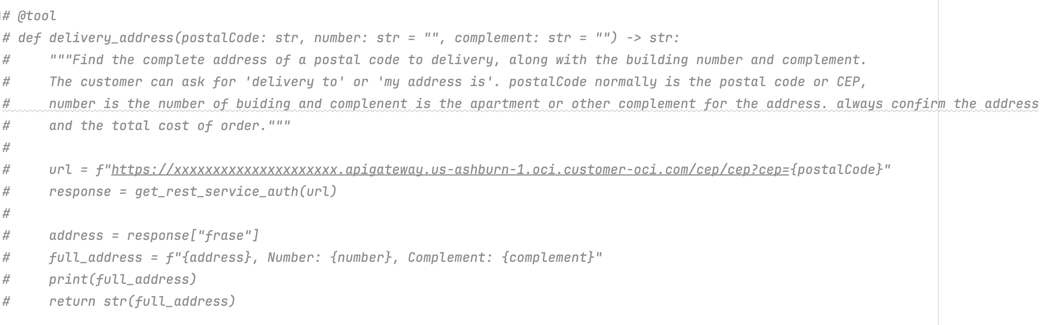 # @tool
# def delivery_address(postalCode: str, number: str = "", complement: str = "") -> str:
#     """Find the complete address of a postal code to delivery, along with the building number and complement.
#     The customer can ask for 'delivery to' or 'my address is'. postalCode normally is the postal code or CEP,
#     number is the number of buiding and complenent is the apartment or other complement for the address. always confirm the address
#     and the total cost of order."""
#
#     url = f"https://xxxxxxxxxxxxxxxxxxxxx.apigateway.us-ashburn-1.oci.customer-oci.com/cep/cep?cep={postalCode}"
#     response = get_rest_service_auth(url)
#
#     address = response["frase"]
#     full_address = f"{address}, Number: {number}, Complement: {complement}"
#     print(full_address)
#     return str(full_address)